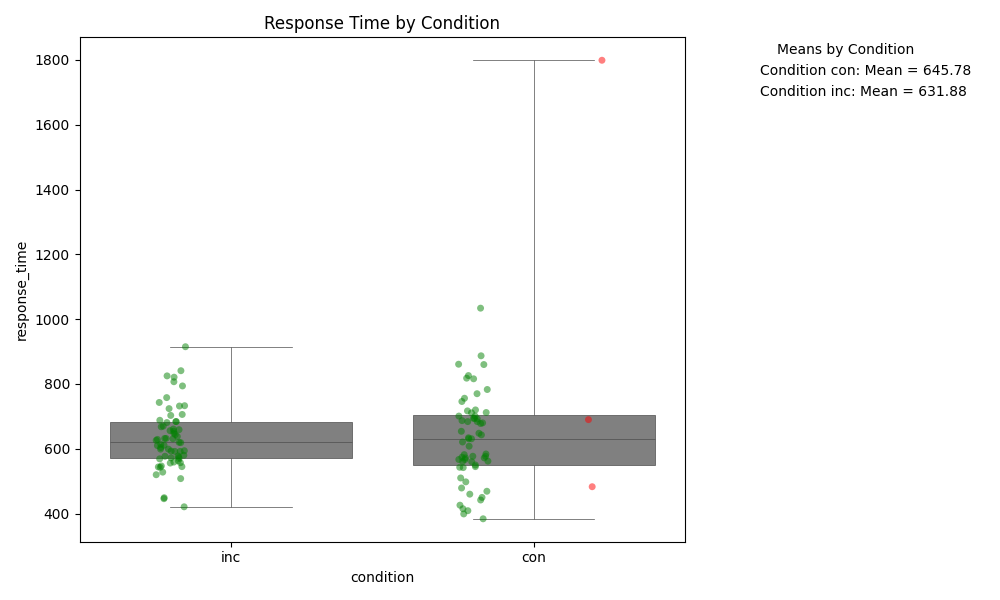 Response Time by Condition
Means by Condition
Condition con: Mean = 645.78
Condition inc: Mean = 631.88
response_time
1800
1600
1400
1200
1000
800
600
400
inc
con
condition